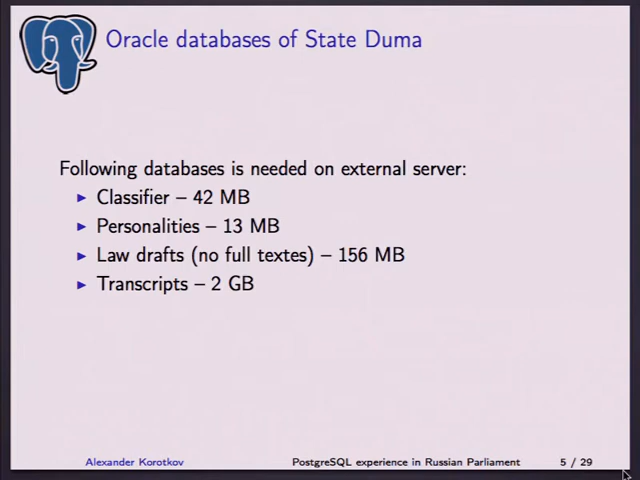 Oracle databases of State Duma
Following databases is needed on external server:
Classifier – 42 MB
Personalities – 13 MB
Law drafts (no full textes) – 156 MB
Transcripts – 2 GB
Alexander Korotkov PostgreSQL experience in Russian Parliament 5 / 29